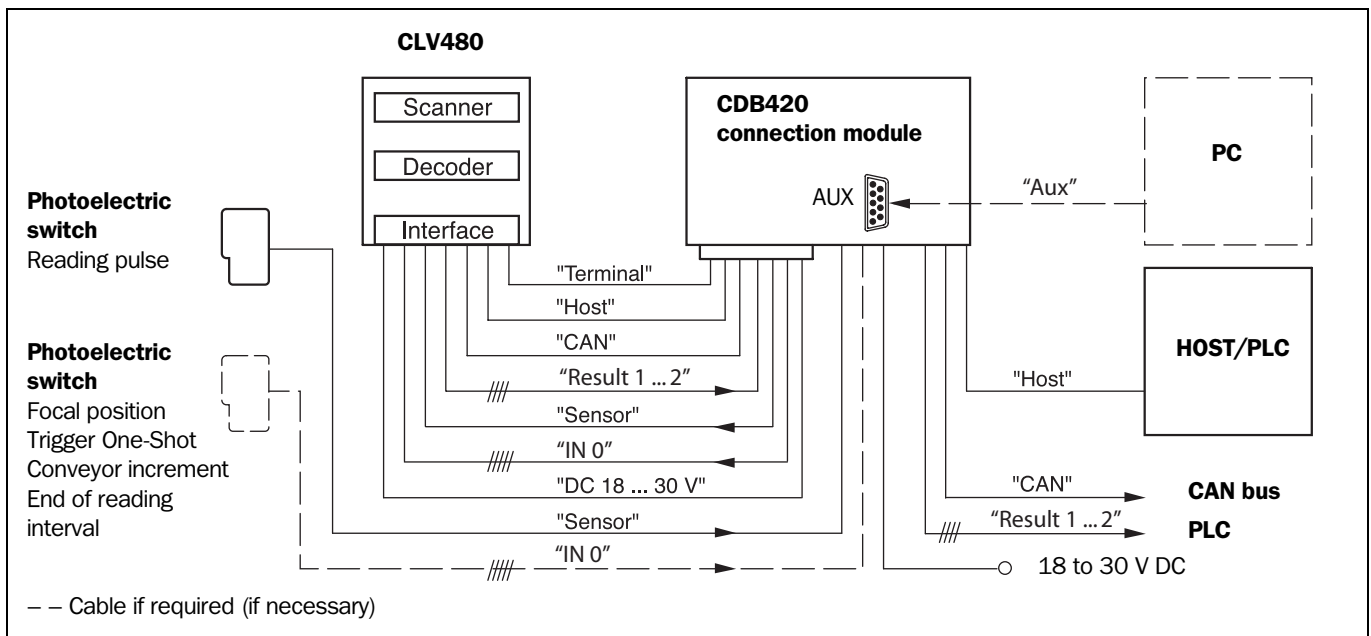 CLV480
Scanner
Decoder
Interface
CDB420
connection module
AUX
“Aux”
PC
Photoelectric
switch
Reading pulse
Photoelectric
switch
Focal position
Trigger One-Shot
Conveyor increment
End of reading
interval
"Terminal"
"Host"
"CAN"
“Result 1 ... 2”
"Sensor"
“IN 0”
"DC 18 ... 30 V"
"Sensor"
“IN 0”
HOST/PLC
"Host"
"CAN"
CAN bus
“Result 1 ... 2”
PLC
18 to 30 V DC
– – Cable if required (if necessary)